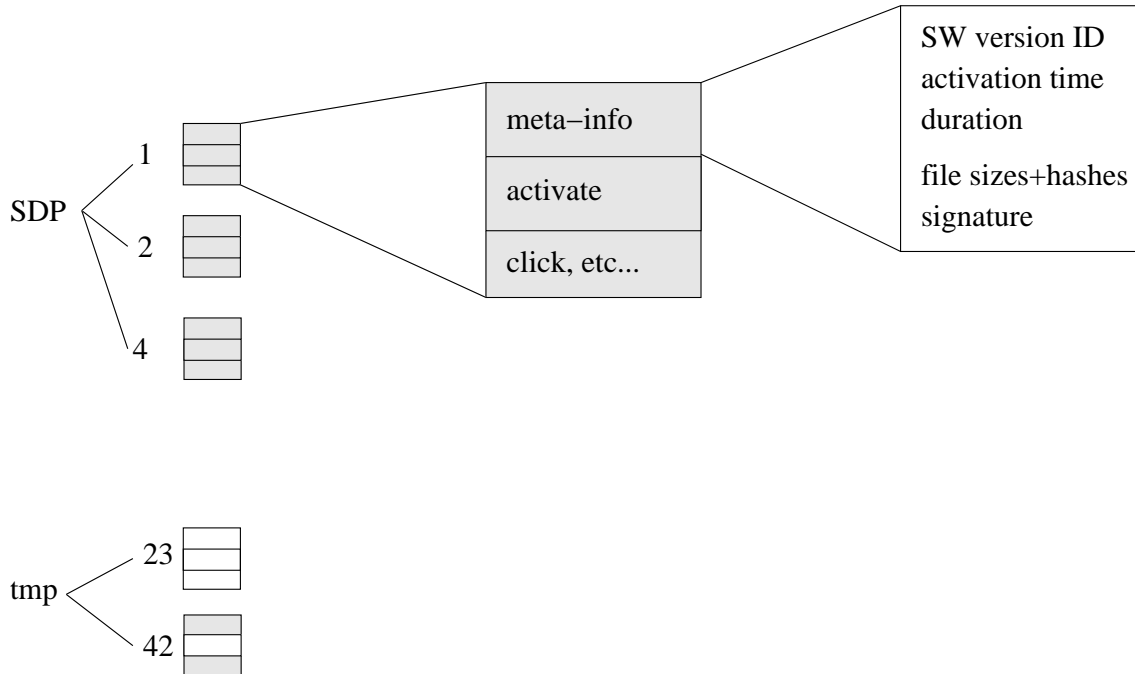 SDP
1
2
4
meta−info
activate
click, etc...
SW version ID
activation time
duration
file sizes+hashes
signature
tmp
23
42